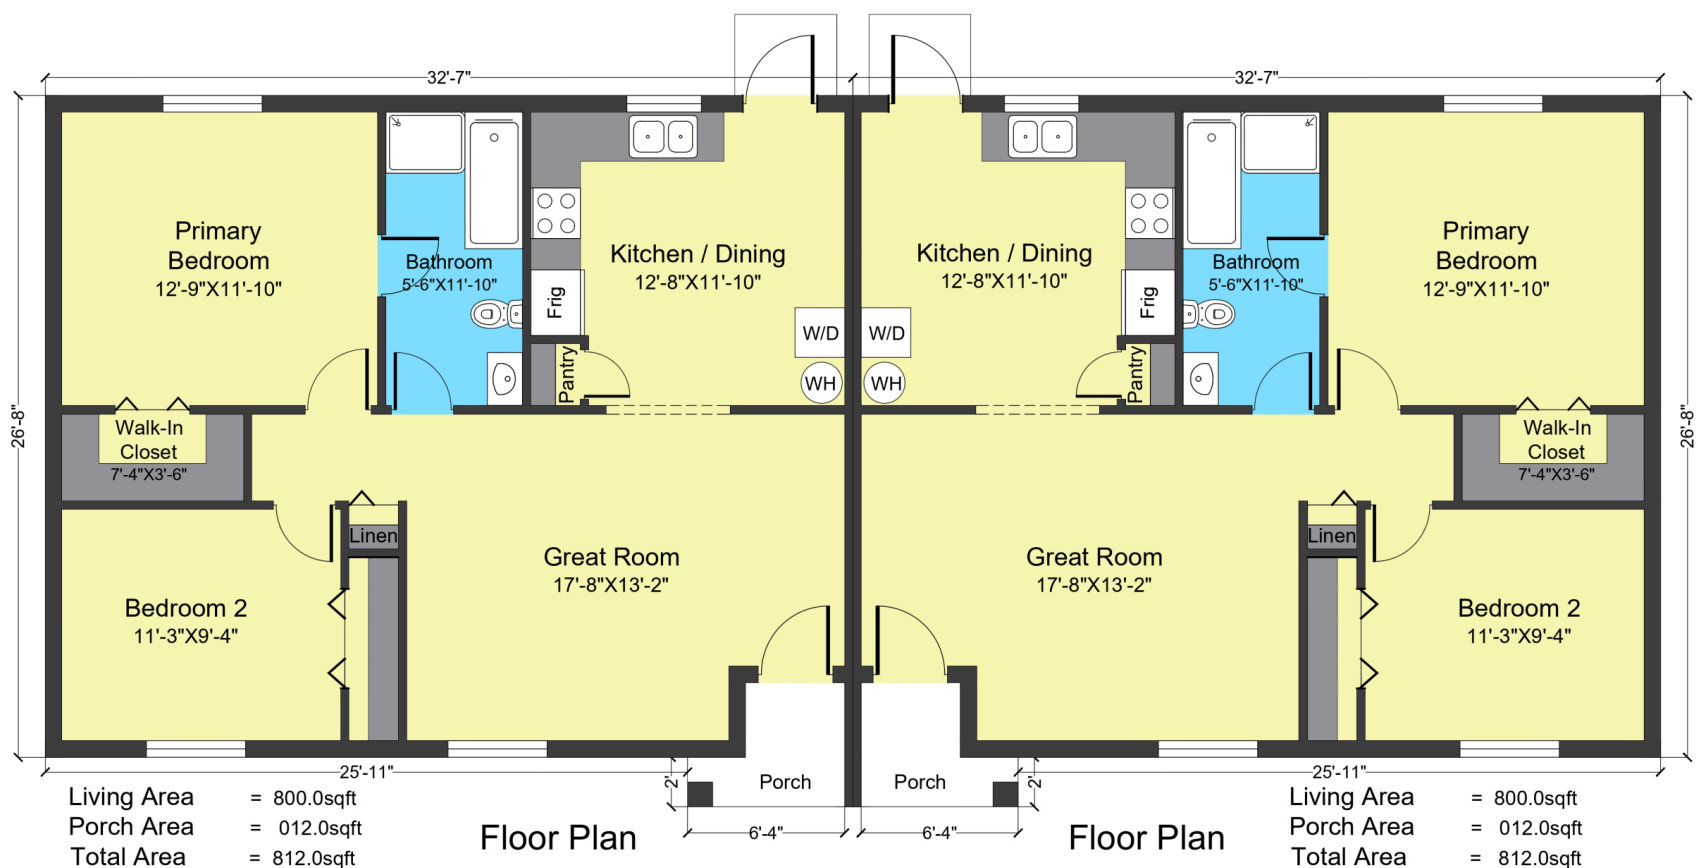 32'-7"
32'-7"
Primary
Bedroom
12'-9"X11'-10"
Bathroom
5'-6"X11'-10"
Kitchen / Dining
12'-8"X11'-10"
Frig
W/D
WH
Pantry
Kitchen / Dining
12'-8"X11'-10"
Frig
W/D
WH
Pantry
Bathroom
5'-6"X11'-10"
Primary
Bedroom
12'-9"X11'-10"
26'-8"
26'-8"
Walk-In
Closet
7'-4"X3'-6"
Walk-In
Closet
7'-4"X3'-6"
Linen
Linen
Great Room
17'-8"X13'-2"
Great Room
17'-8"X13'-2"
Bedroom 2
11'-3"X9'-4"
Bedroom 2
11'-3"X9'-4"
25'-11"
2'
Porch
Porch
2'
25'-11"
6'-4"
6'-4"
Living Area = 800.0sqft
Porch Area = 012.0sqft
Total Area = 812.0sqft
Floor Plan
Floor Plan
Living Area = 800.0sqft
Porch Area = 012.0sqft
Total Area = 812.0sqft